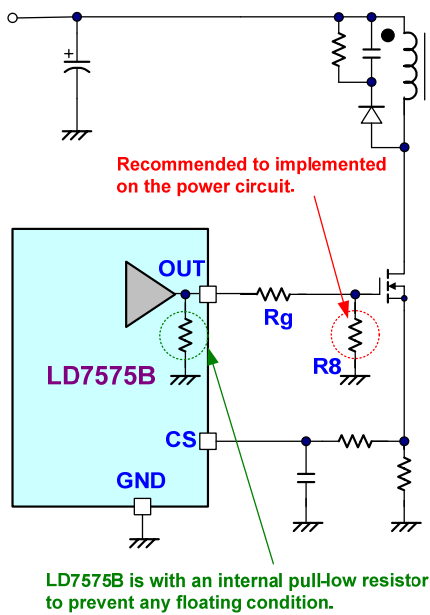 +
Recommended to implemented
on the power circuit.
OUT
Rg
R8
LD7575B
CS
GND
LD7575B is with an internal pull-low resistor
to prevent any floating condition.